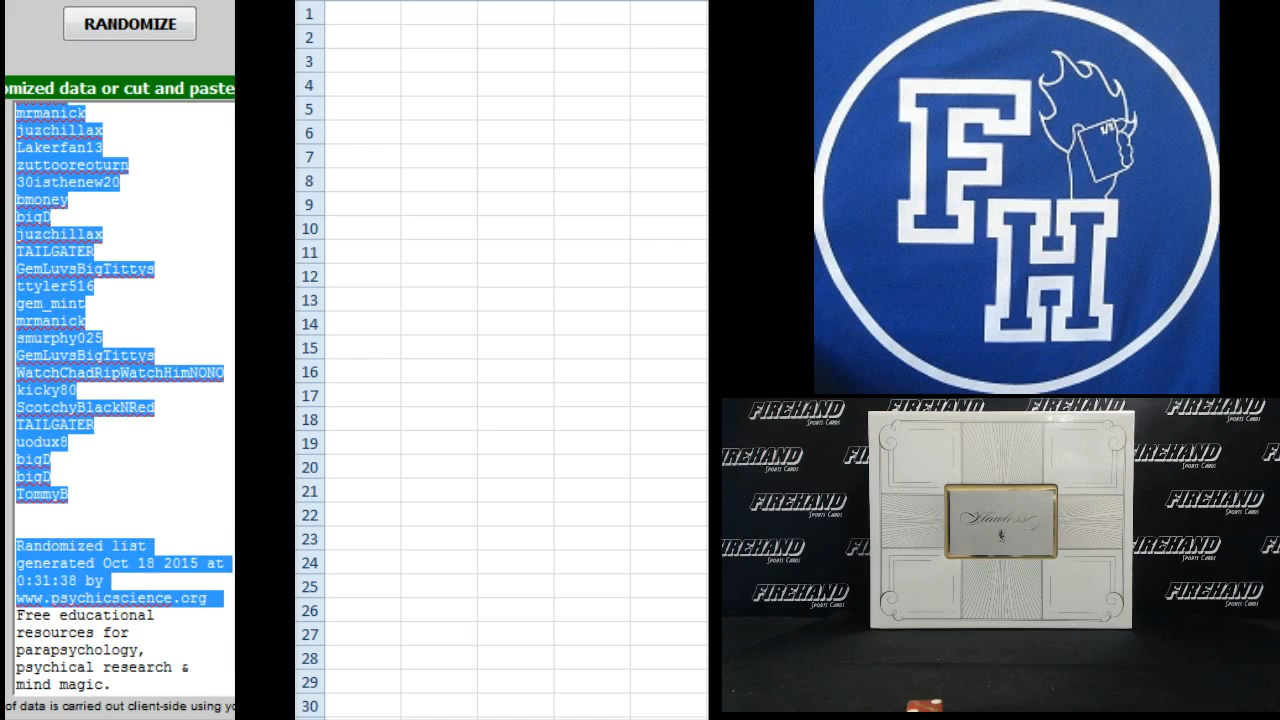 RANDOMIZE
omized data or cut and paste
mrmanick
juzchillax
Lakerfan13
zuttooreoturn
30isthenew20
bmoney
bigD
juzchillax
TAILGATER
GemLuvsBigTittys
ttyler516
gem_mint
mrmanick
smurphy025
GemLuvsBigTittys
WatchChadRipWatchHimNONO
kicky80
ScotchyBlackNRed
TAILGATER
uodux8
bigD
bigD
TommyB
Randomized list
generated Oct 18 2015 at
0:31:38 by
www.psychicscience.org
Free educational
resources for
parapsychology,
psychical research &
mind magic.
of data is carried out client-side using yo
1
2
3
4
5
6
7
8
9
10
11
12
13
14
15
16
17
18
19
20
21
22
23
24
25
26
27
28
29
30
FH
1/1
FIREHAND
SPORTS CARDS
Flawless